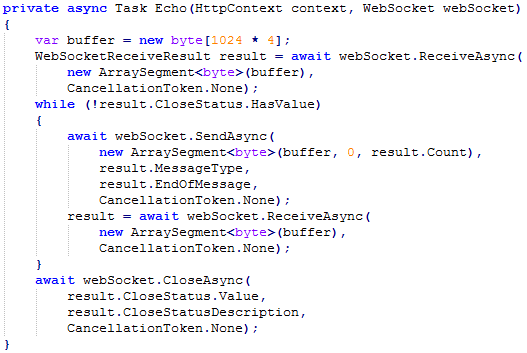 private async Task Echo(HttpContext context, WebSocket webSocket)
{
    var buffer = new byte[1024 * 4];
    WebSocketReceiveResult result = await webSocket.ReceiveAsync(
        new ArraySegment<byte>(buffer),
        CancellationToken.None);
    while (!result.CloseStatus.HasValue)
    {
        await webSocket.SendAsync(
            new ArraySegment<byte>(buffer, 0, result.Count),
            result.MessageType,
            result.EndOfMessage,
            CancellationToken.None);
        result = await webSocket.ReceiveAsync(
            new ArraySegment<byte>(buffer),
            CancellationToken.None);
    }
    await webSocket.CloseAsync(
        result.CloseStatus.Value,
        result.CloseStatusDescription,
        CancellationToken.None);
}